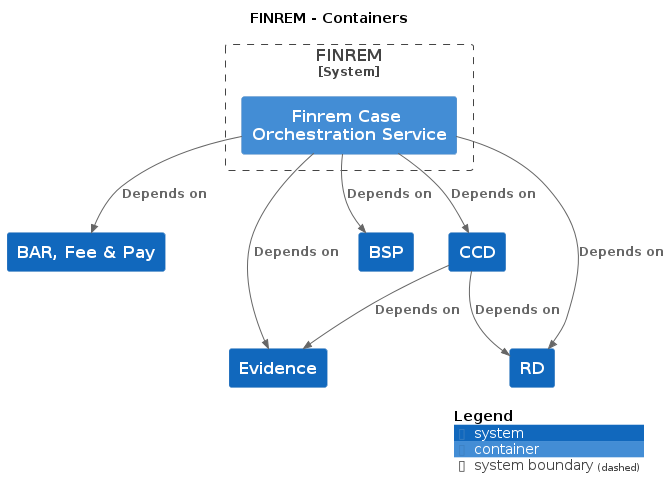 FINREM - Containers
FINREM
[System]
Finrem Case
Orchestration Service
Depends on
Depends on
Depends on
BAR, Fee & Pay
Depends on
BSP
CCD
Depends on
Depends on
Depends on
Evidence
RD
Legend
system
container
system boundary (dashed)